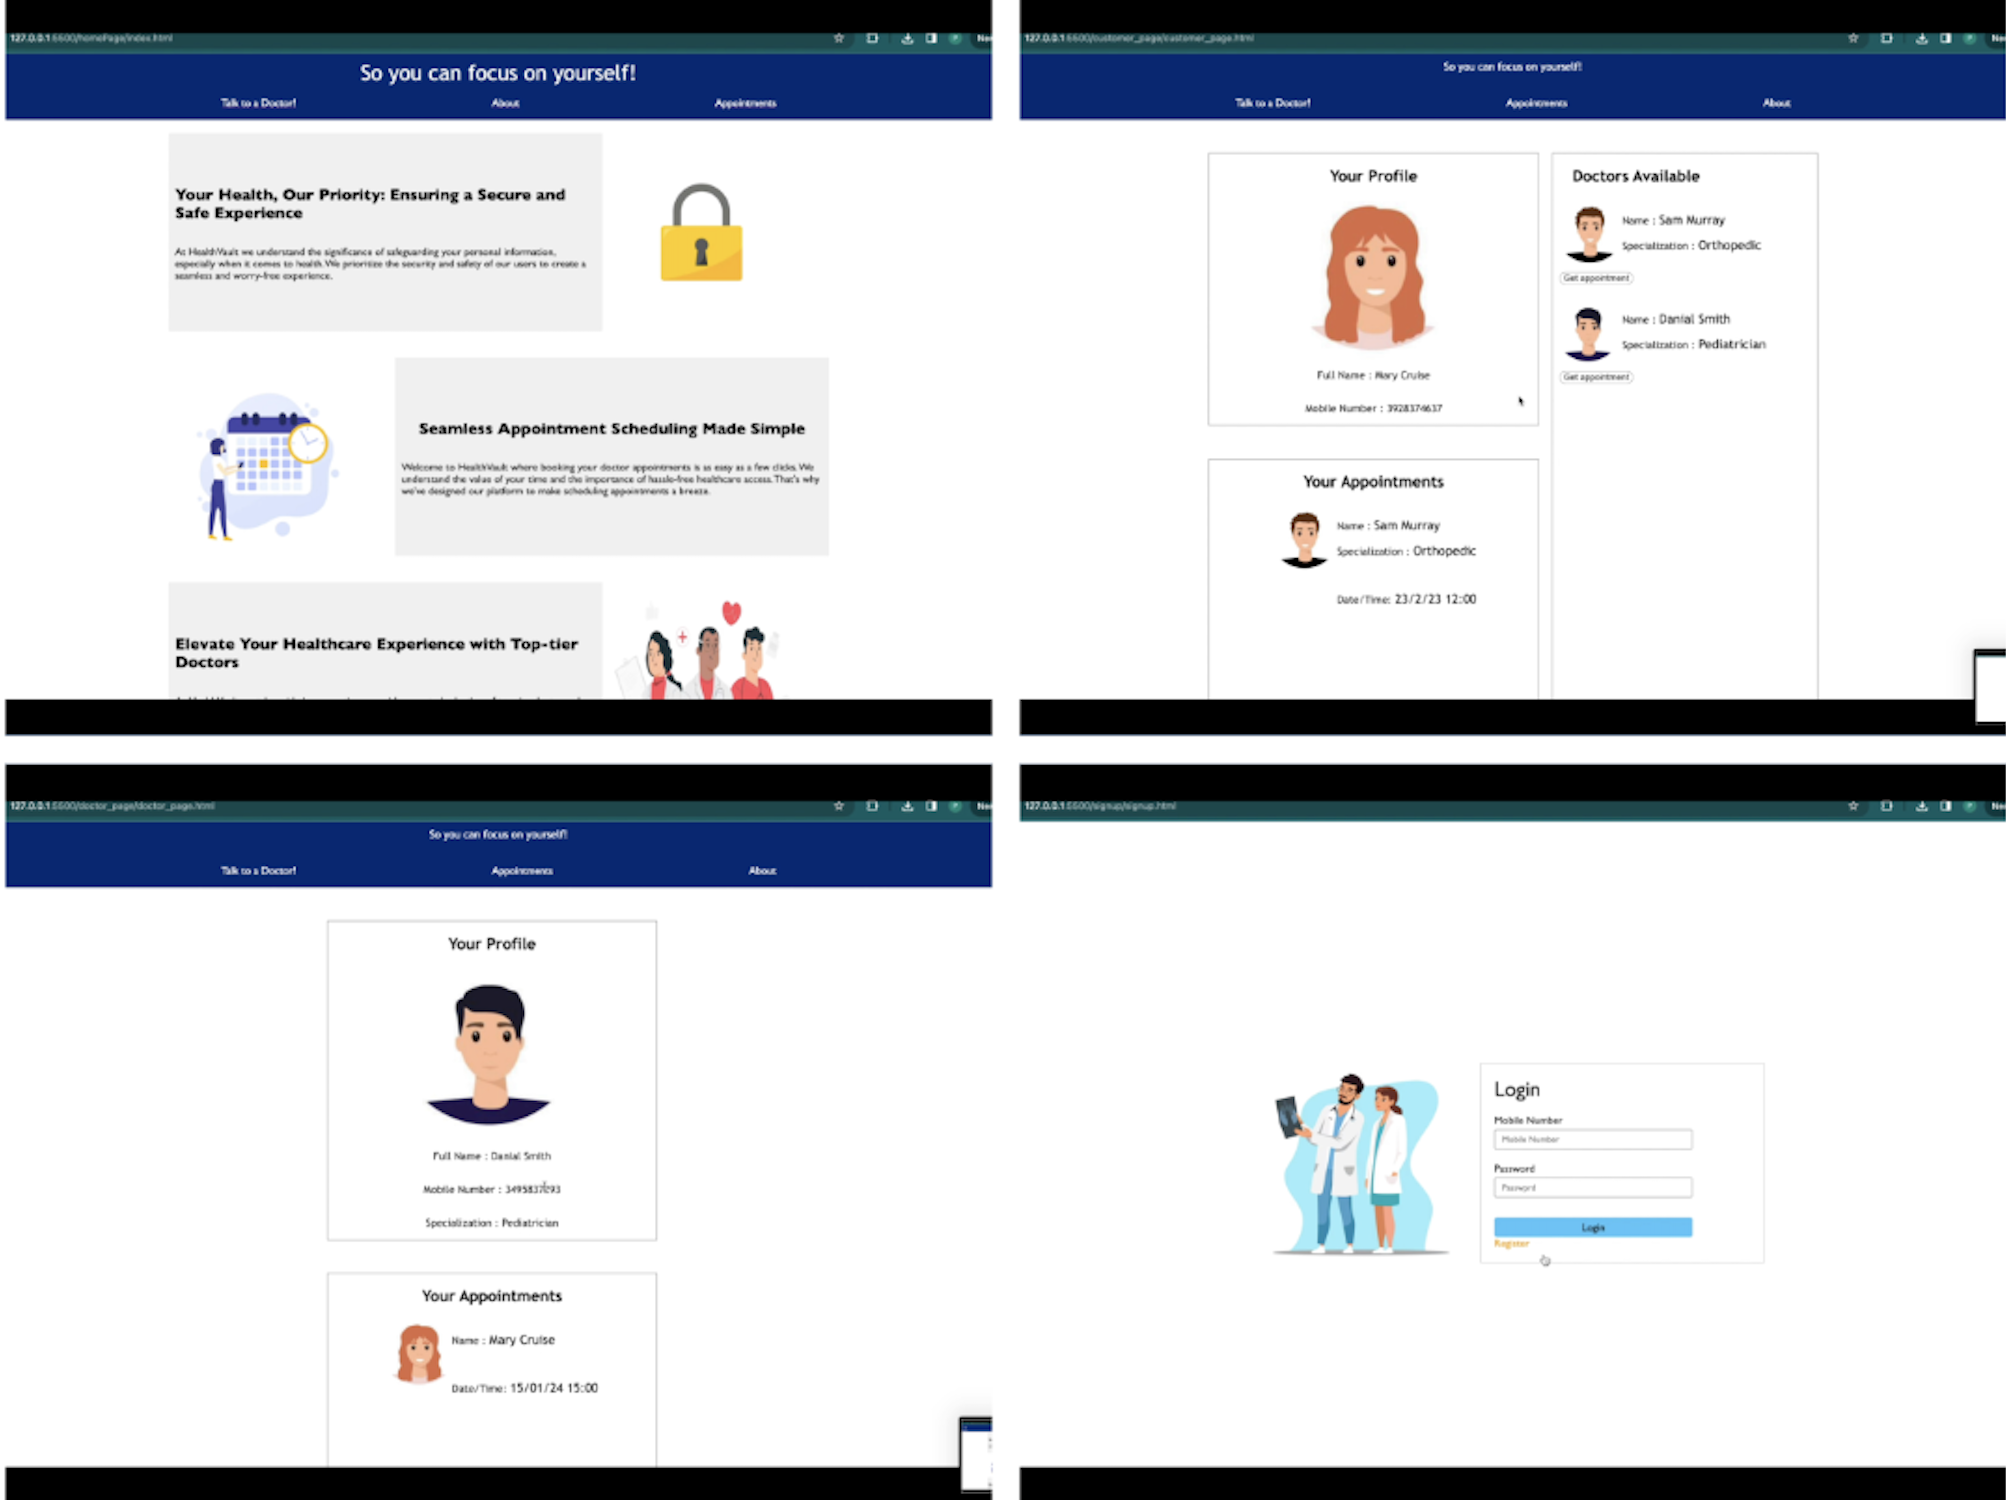 127.0.0.1:5500/homePage/index.html
So you can focus on yourself!
Talk to a Doctor! About Appointments
Your Health, Our Priority: Ensuring a Secure and
Safe Experience
At HealthVault we understand the significance of safeguarding your personal information,
especially when it comes to health. We prioritize the security and safety of our users to create a
seamless and worry-free experience.
Seamless Appointment Scheduling Made Simple
Welcome to HealthVault where booking your doctor appointments is as easy as a few clicks. We
understand the value of your time and the importance of hassle-free healthcare access. That's why
we've designed our platform to make scheduling appointments a breeze.
Elevate Your Healthcare Experience with Top-tier
Doctors
127.0.0.1:5500/customer_page/customer_page.html
So you can focus on yourself!
Talk to a Doctor! Appointments About
Your Profile
Full Name : Mary Cruise
Mobile Number : 3928374637
Your Appointments
Name : Sam Murray
Specialization : Orthopedic
Date/Time: 23/2/23 12:00
Doctors Available
Name : Sam Murray
Specialization : Orthopedic
Get appointment
Name : Danial Smith
Specialization : Pediatrician
Get appointment
127.0.0.1:5500/doctor_page/doctor_page.html
So you can focus on yourself!
Talk to a Doctor! Appointments About
Your Profile
Full Name : Danial Smith
Mobile Number :
Specialization : Pediatrician
Your Appointments
Name : Mary Cruise
Date/Time: 15/01/24 15:00
127.0.0.1:5500/signup/signup.html
Login
Mobile Number
Mobile Number
Password
Password
Login
Register